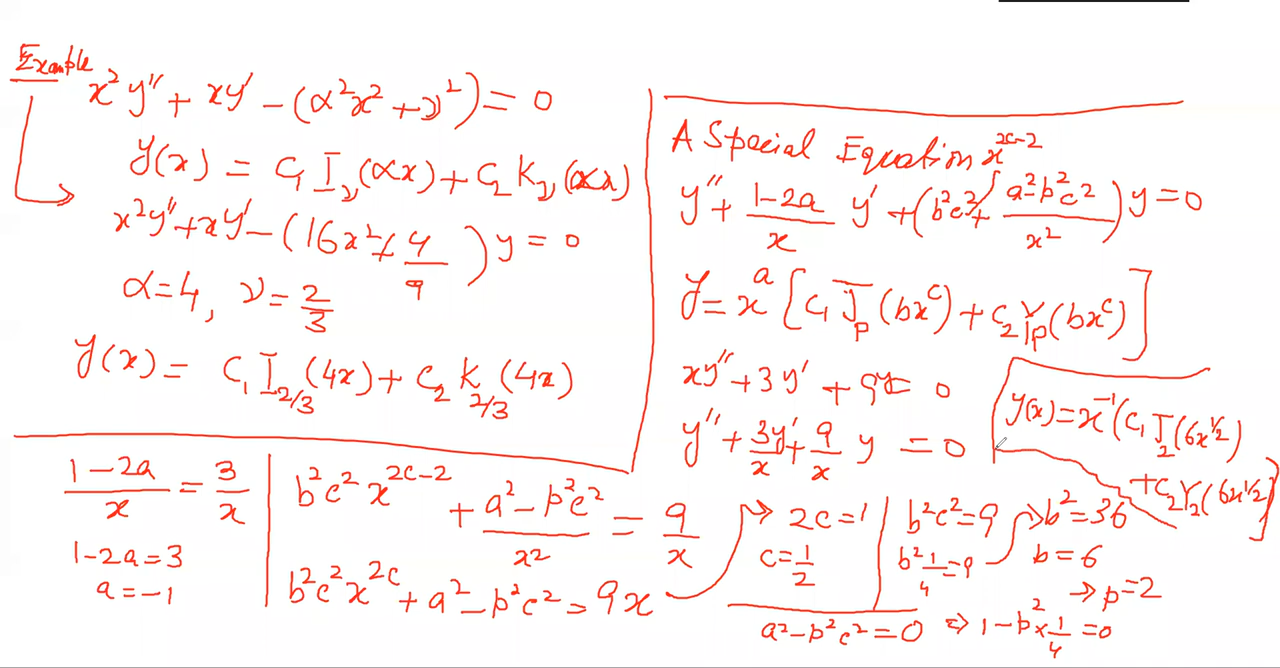 Example
x²y'' + xy' - (α²x² + ν²) = 0
y(x) = c₁ I_ν(αx) + c₂ K_ν(αx)
x²y'' + xy' - (16x² + 4/9) y = 0
α = 4, ν = 2/3
y(x) = c₁ I_{2/3}(4x) + c₂ K_{2/3}(4x)
A Special Equation
y'' + (1-2a)/x y' + (b²c² x^{2c-2} + (a²-p²c²)/x²) y = 0
y = x^a [c₁ J_p(bx^c) + c₂ Y_p(bx^c)]
xy'' + 3y' + 9y = 0
y'' + 3y'/x + 9/x y = 0
y(x) = x^{-1}(c₁ J₂(6x^{1/2})
+ c₂ Y₂(6x^{1/2})]
(1-2a)/x = 3/x
1-2a = 3
a = -1
b²c² x^{2c-2} + (a²-p²c²)/x² = 9/x
b²c² x^{2c} + a² - p²c² = 9x
→ 2c = 1
c = 1/2
b²c² = 9
b² 1/4 = 9
→ b² = 36
b = 6
→ p = 2
a² - p²c² = 0 ⇒ 1 - p² × 1/4 = 0